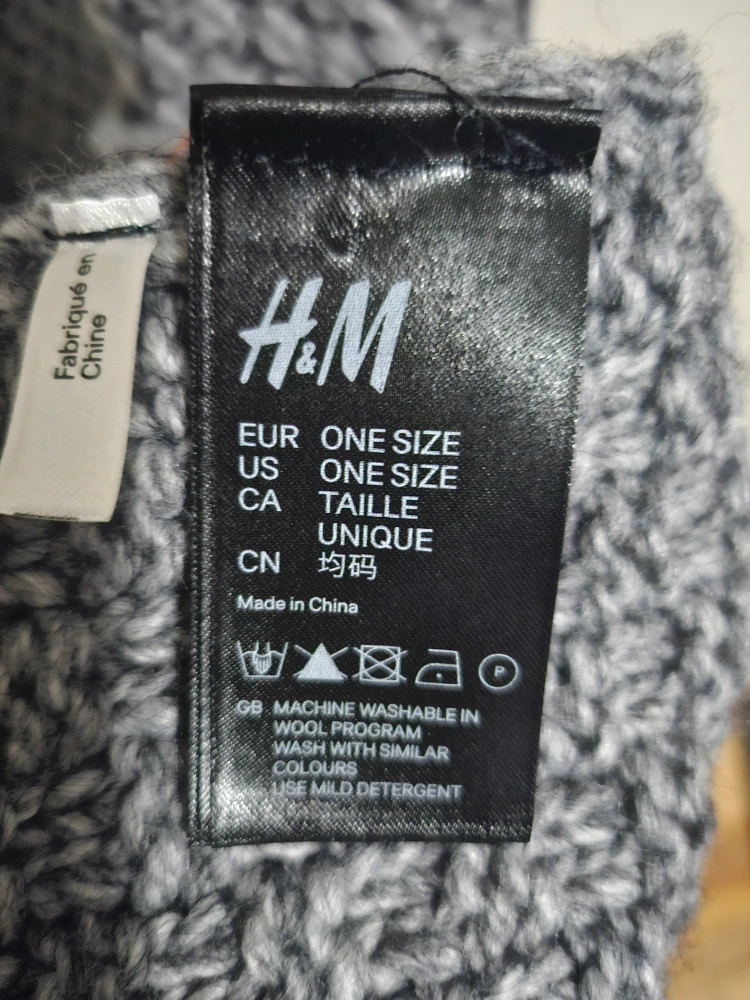 Fabriqué en
Chine
H&M
EUR ONE SIZE
US ONE SIZE
CA TAILLE
UNIQUE
CN 均码
Made in China
P
GB MACHINE WASHABLE IN
WOOL PROGRAM
WASH WITH SIMILAR
COLOURS
USE MILD DETERGENT